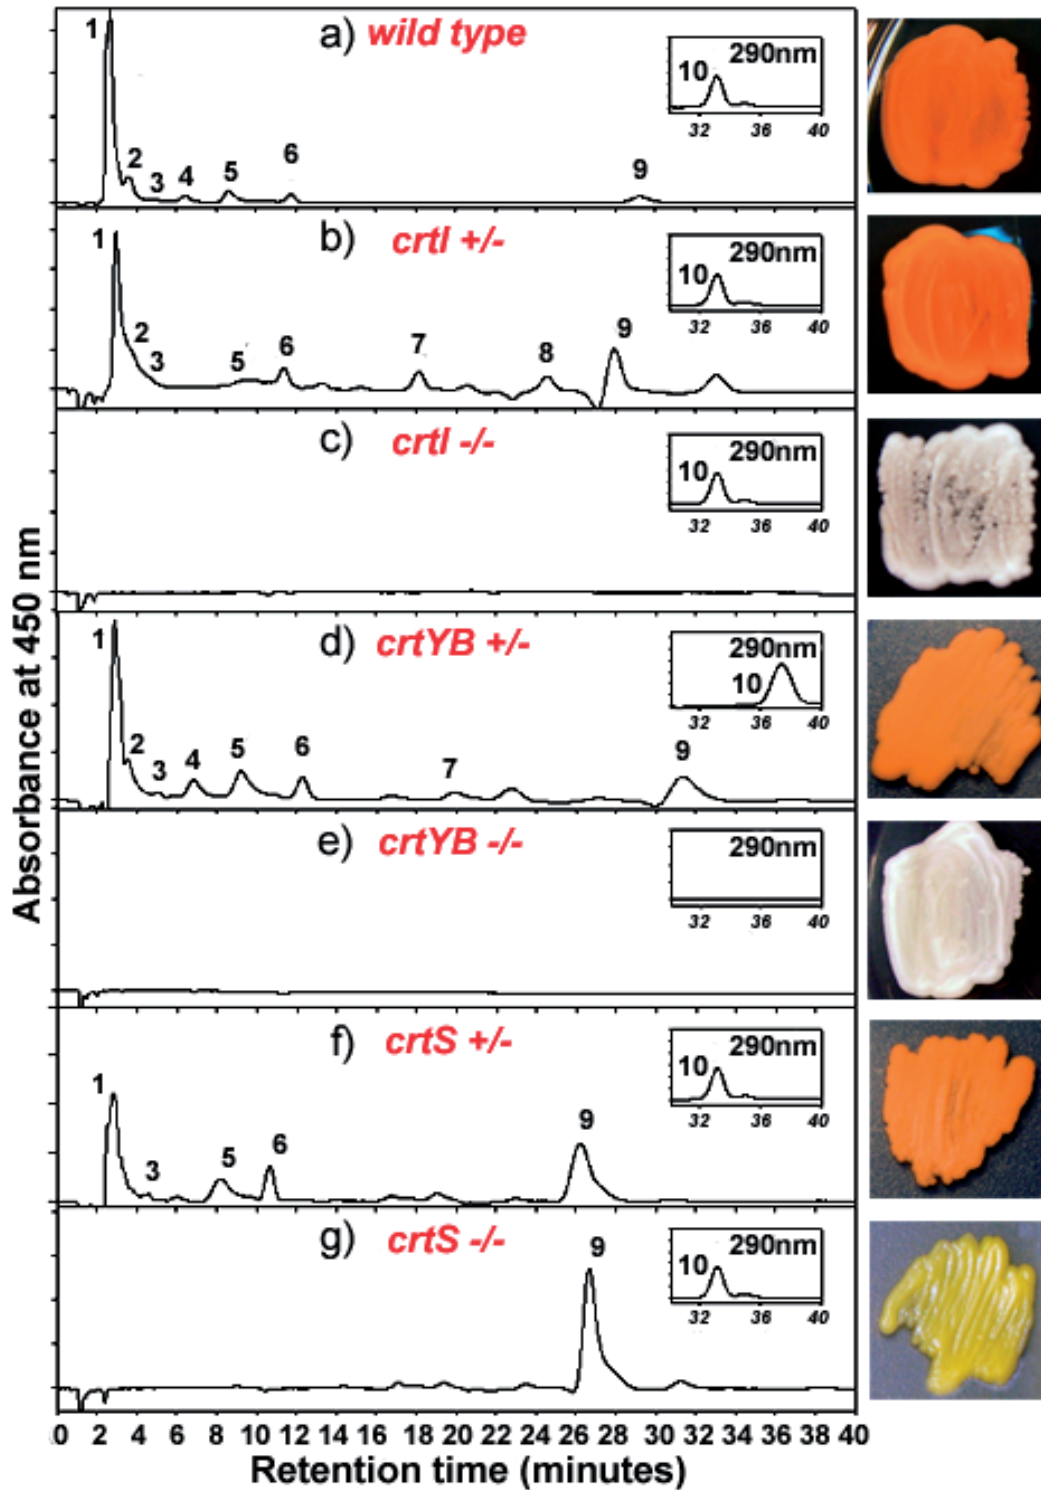 a) wild type
1 2 3 4 5 6 9
10 290nm
32 36 40
b) crtI +/-
1 2 3 5 6 7 8 9
10 290nm
32 36 40
c) crtI -/-
10 290nm
32 36 40
d) crtYB +/-
1 2 3 4 5 6 7 9
290nm
10
32 36 40
e) crtYB -/-
290nm
32 36 40
f) crtS +/-
1 3 5 6 9
10 290nm
32 36 40
g) crtS -/-
9
10 290nm
32 36 40
Absorbance at 450 nm
0 2 4 6 8 10 12 14 16 18 20 22 24 26 28 30 32 34 36 38 40
Retention time (minutes)